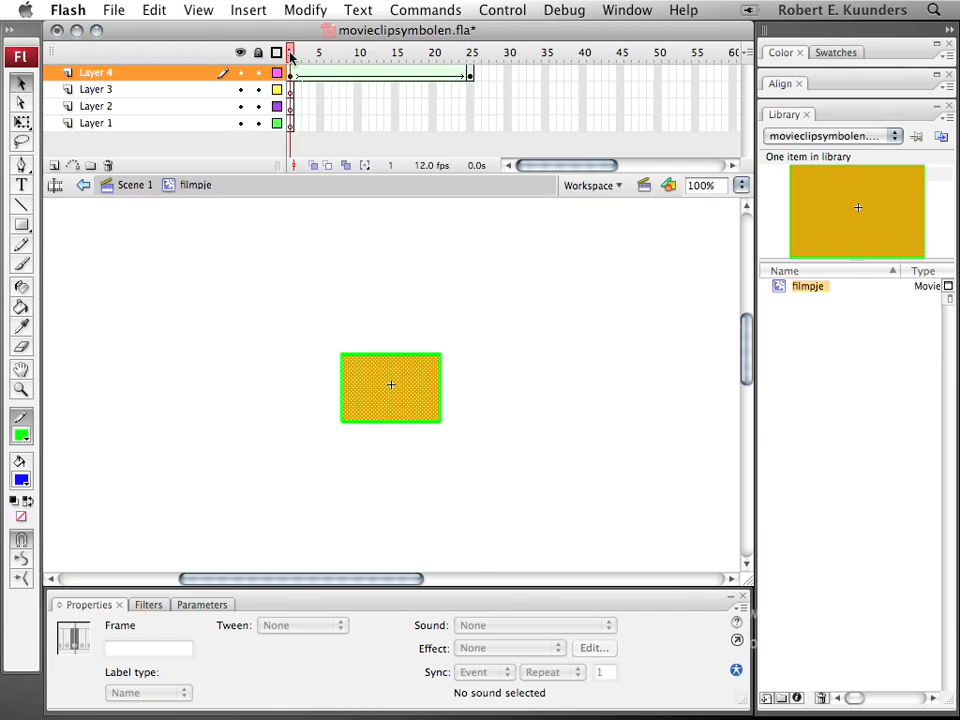 Flash File Edit View Insert Modify Text Commands Control Debug Window Help Robert E. Kuunders
movieclipsymbolen.fla*
Fl
5 10 15 20 25 30 35 40 45 50 55 60
Layer 4
Layer 3
Layer 2
Layer 1
1 12.0 fps 0.0s
Scene 1 filmpje Workspace 100%
Color Swatches
Align
Library
movieclipsymbolen....
One item in library
Name Type
filmpje Movie
Properties Filters Parameters
Frame Tween: None Sound: None
Effect: None Edit...
Label type: Sync: Event Repeat 1
Name No sound selected